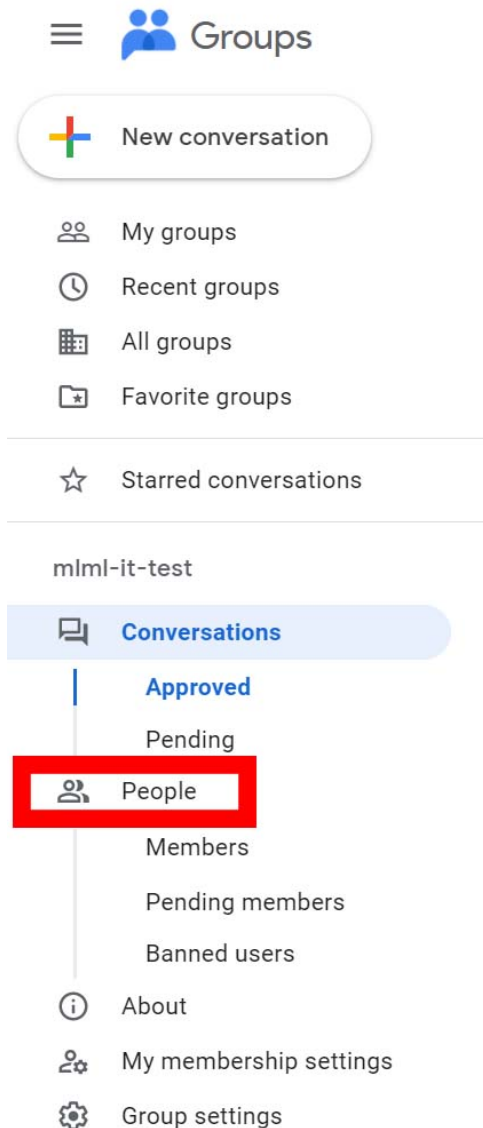 Groups
New conversation
My groups
Recent groups
All groups
Favorite groups
Starred conversations
mlml-it-test
Conversations
Approved
Pending
People
Members
Pending members
Banned users
About
My membership settings
Group settings